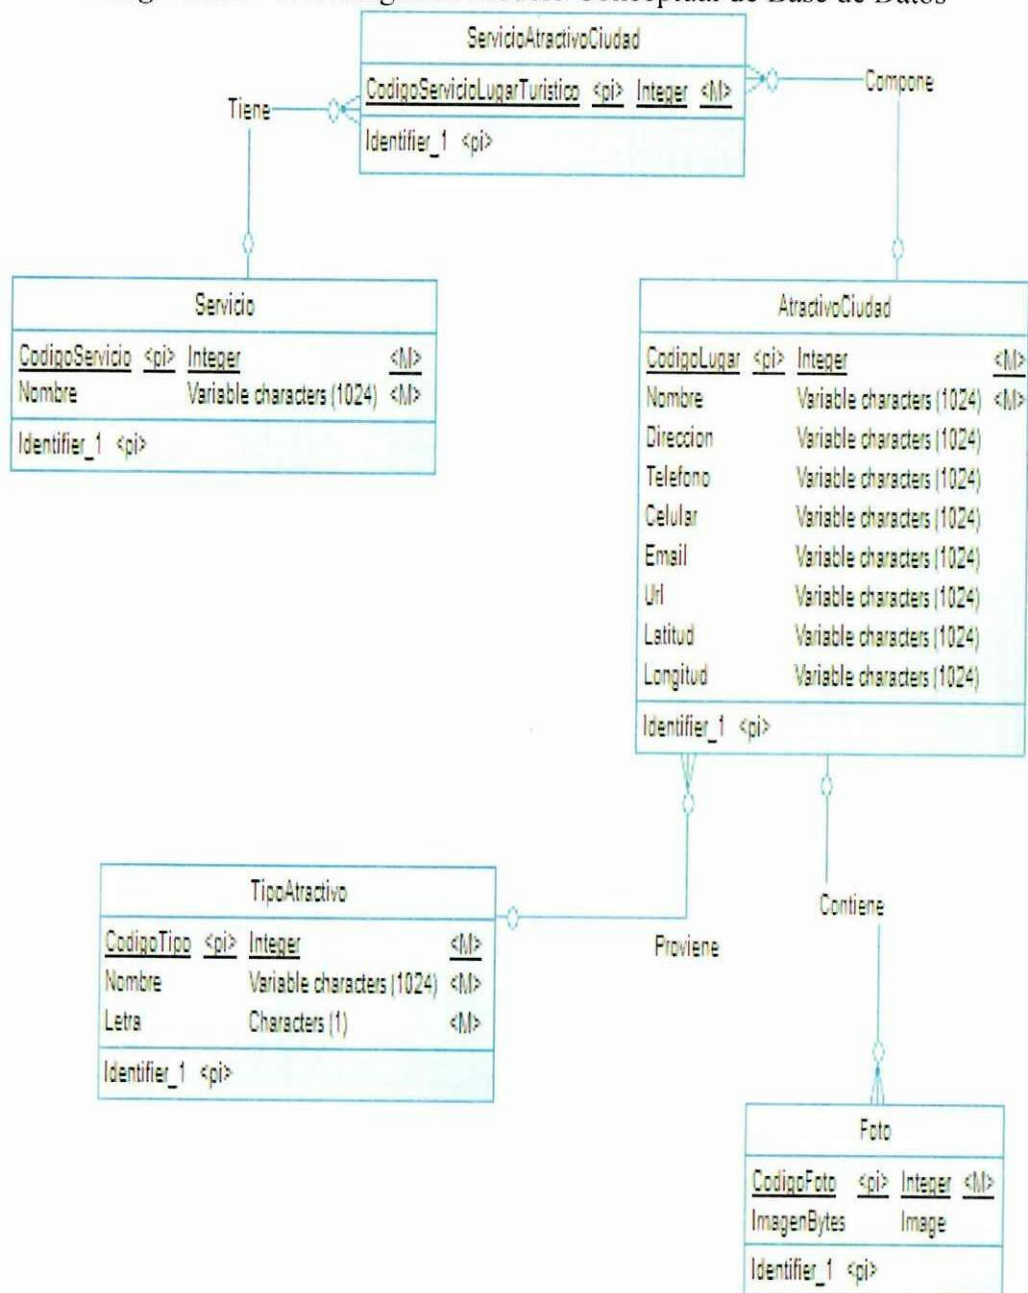 Conceptual de Base de Datos
ServicioAtractivoCiudad
CodigoServicioLugarTuristico <pi> Integer <M>
Identifier_1 <pi>
Tiene
Compone
Servicio
CodigoServicio <pi> Integer <M>
Nombre Variable characters (1024) <M>
Identifier_1 <pi>
AtractivoCiudad
CodigoLugar <pi> Integer <M>
Nombre Variable characters (1024) <M>
Direccion Variable characters (1024)
Telefono Variable characters (1024)
Celular Variable characters (1024)
Email Variable characters (1024)
Url Variable characters (1024)
Latitud Variable characters (1024)
Longitud Variable characters (1024)
Identifier_1 <pi>
TipoAtractivo
CodigoTipo <pi> Integer <M>
Nombre Variable characters (1024) <M>
Letra Characters (1) <M>
Identifier_1 <pi>
Proviene
Contiene
Foto
CodigoFoto <pi> Integer <M>
ImagenBytes Image
Identifier_1 <pi>